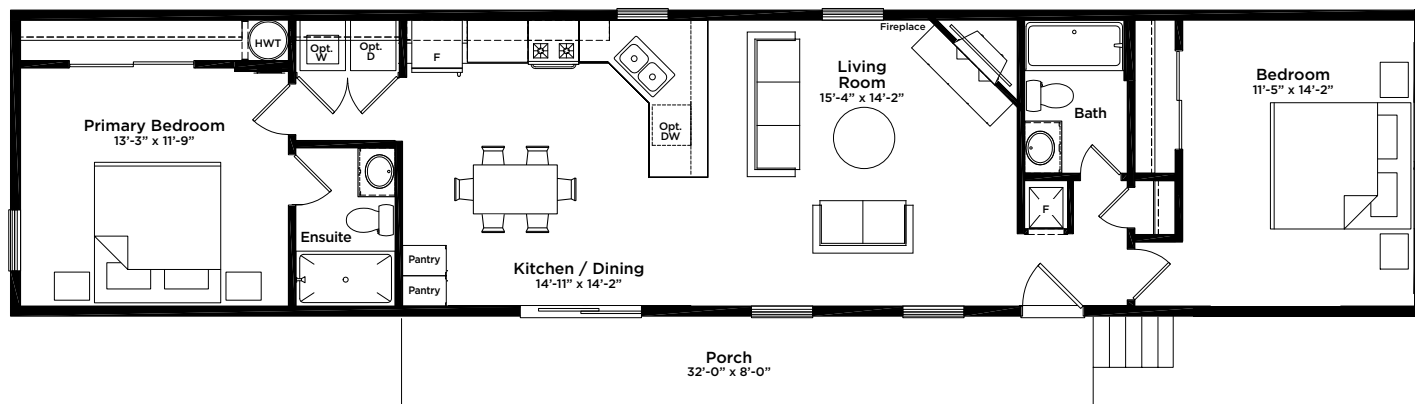 HWT
Opt.
W
Opt.
D
F
Fireplace
Living
Room
15'-4" x 14'-2"
Bedroom
11'-5" x 14'-2"
Primary Bedroom
13'-3" x 11'-9"
Opt.
DW
Bath
F
Ensuite
Pantry
Pantry
Kitchen / Dining
14'-11" x 14'-2"
Porch
32'-0" x 8'-0"